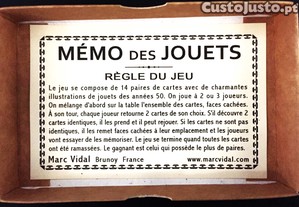 CustoJusto.pt
MÉMO DES JOUETS
RÈGLE DU JEU
Le jeu se compose de 14 paires de cartes avec de charmantes
illustrations de jouets des années 50. On joue à 2 ou 3 joueurs.
On mélange d'abord sur la table l'ensemble des cartes, faces cachées.
À son tour, chaque joueur retourne 2 cartes de son choix. S'il découvre 2
cartes identiques, il les prend et il peut rejouer. Si les cartes ne sont pas
identiques, il les remet faces cachées à leur emplacement et les joueurs
vont essayer de les mémoriser. Le jeu se termine quand toutes les cartes
ont été ramassées. Le gagnant est celui qui possède le plus de paires.
Marc Vidal Brunoy France www.marcvidal.com